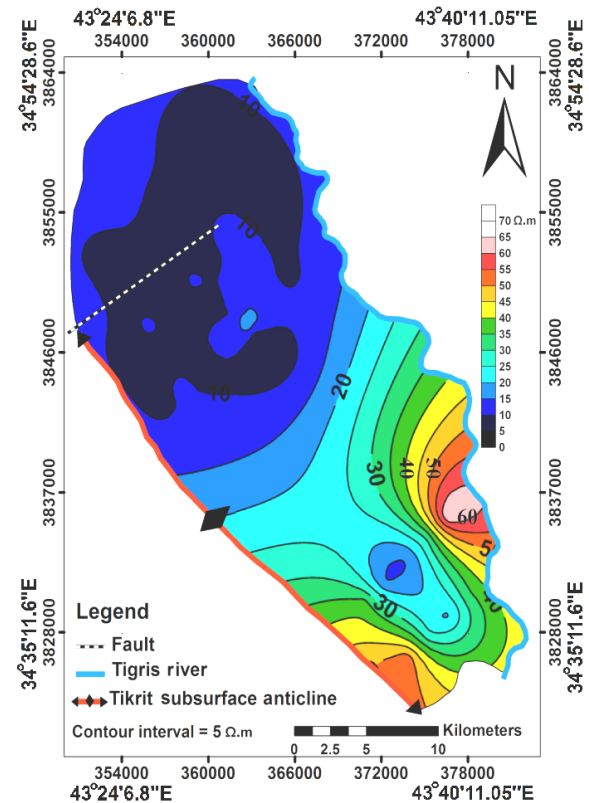 43°24'6.8"E 43°40'11.05"E
354000 360000 366000 372000 378000
34°54'28.6"E
3864000
3864000
34°54'28.6"E
N
10
3855000
3855000
10
70 Ω.m
65
60
55
50
45
40
35
30
25
20
15
10
5
0
3846000
3846000
20
10
30
40
50
60
3837000
3837000
5
40
30
34°35'11.6"E
3828000
3828000
34°35'11.6"E
Legend
Fault
Tigris river
Tikrit subsurface anticline
Contour interval = 5 Ω.m
Kilometers
0 2.5 5 10
354000 360000 366000 372000 378000
43°24'6.8"E 43°40'11.05"E